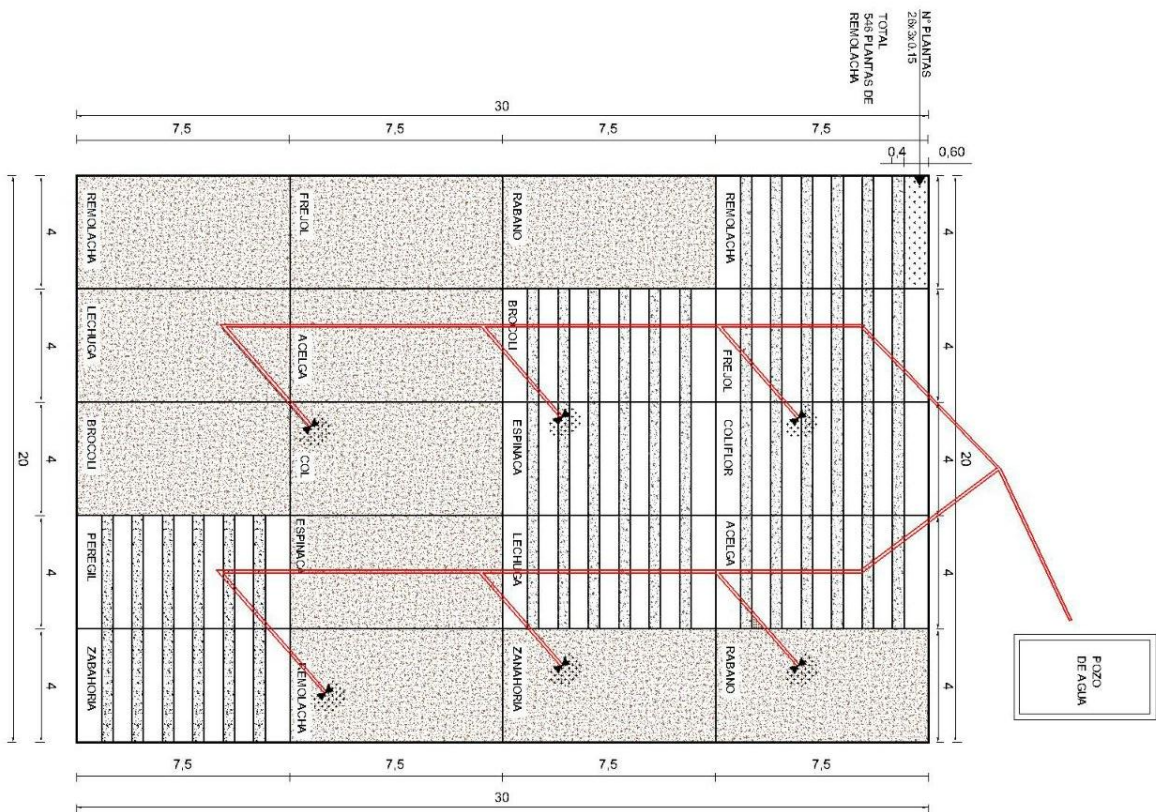 N° PLANTAS
26x3x0.15
TOTAL
546 PLANTAS DE
REMOLACHA
30
7,5
7,5
7,5
7,5
0,4
0,60
20
4
4
4
4
4
REMOLACHA
FREJOL
RABANO
REMOLACHA
LECHUGA
ACELGA
BROCOLI
FREJOL
BROCOLI
COL
ESPINACA
COLIFLOR
PEREGIL
ESPINACA
LECHUGA
ACELGA
ZABAHORIA
REMOLACHA
ZANAHORIA
RABANO
4
4
20
4
4
4
POZO
DE AGUA
7,5
7,5
7,5
7,5
30